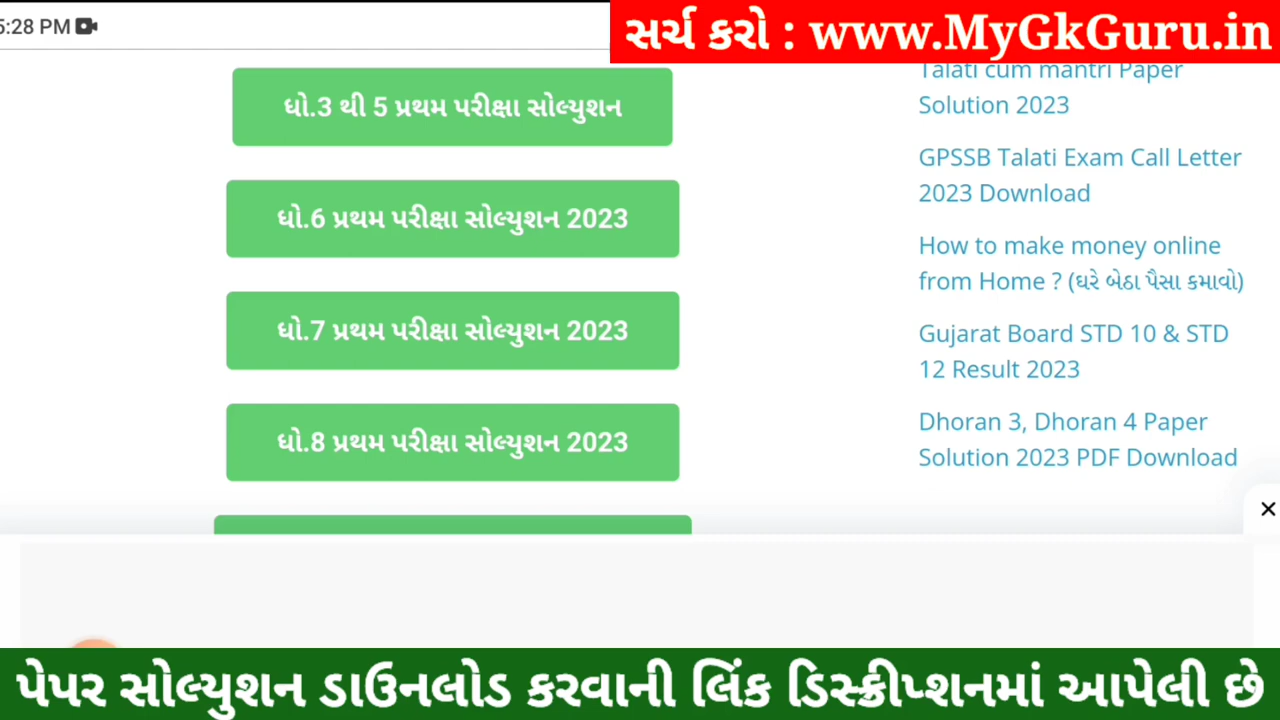 5:28 PM
સર્ચ કરો : www.MyGkGuru.in
ધો.3 થી 5 પ્રથમ પરીક્ષા સોલ્યુશન
ધો.6 પ્રથમ પરીક્ષા સોલ્યુશન 2023
ધો.7 પ્રથમ પરીક્ષા સોલ્યુશન 2023
ધો.8 પ્રથમ પરીક્ષા સોલ્યુશન 2023
Talati cum mantri Paper
Solution 2023
GPSSB Talati Exam Call Letter
2023 Download
How to make money online
from Home ? (ઘરે બેઠા પૈસા કમાવો)
Gujarat Board STD 10 & STD
12 Result 2023
Dhoran 3, Dhoran 4 Paper
Solution 2023 PDF Download
પેપર સોલ્યુશન ડાઉનલોડ કરવાની લિંક ડિસ્ક્રીપ્શનમાં આપેલી છે